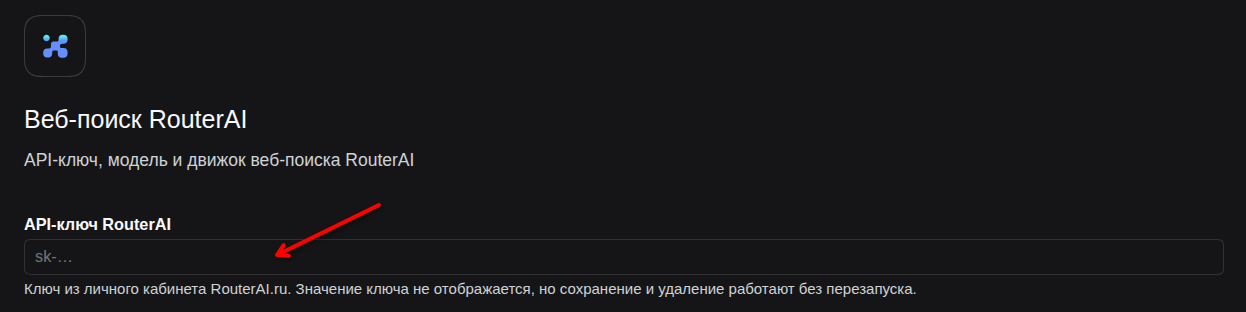 Веб-поиск RouterAI
API-ключ, модель и движок веб-поиска RouterAI
API-ключ RouterAI
sk-...
Ключ из личного кабинета RouterAI.ru. Значение ключа не отображается, но сохранение и удаление работают без перезапуска.